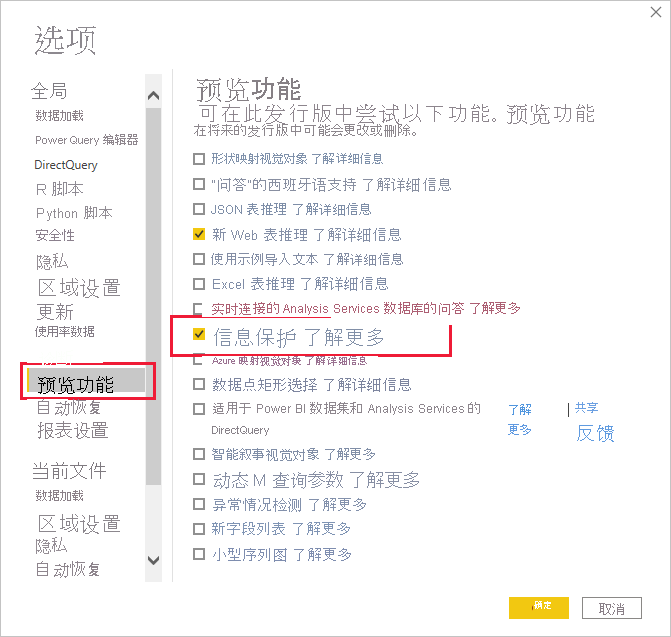 选项
全局
数据加载
Power Query 编辑器
DirectQuery
R 脚本
Python 脚本
安全性
隐私
区域设置
更新
使用率数据
预览功能
自动恢复
报表设置
当前文件
数据加载
区域设置
隐私
自动恢复
预览功能
可在此发行版中尝试以下功能。预览功能
在将来的发行版中可能会更改或删除。
形状映射视觉对象 了解详细信息
“问答”的西班牙语支持 了解详细信息
JSON 表推理 了解详细信息
新 Web 表推理 了解详细信息
使用示例导入文本 了解详细信息
Excel 表推理 了解详细信息
实时连接的 Analysis Services 数据库的问答 了解更多
信息保护 了解更多
Azure 映射视觉对象 了解详细信息
数据点矩形选择 了解详细信息
适用于 Power BI 数据集和 Analysis Services 的 了解 | 共享
DirectQuery 更多 反馈
智能叙事视觉对象 了解更多
动态 M 查询参数 了解更多
异常情况检测 了解更多
新字段列表 了解更多
小型序列图 了解更多
确定
取消